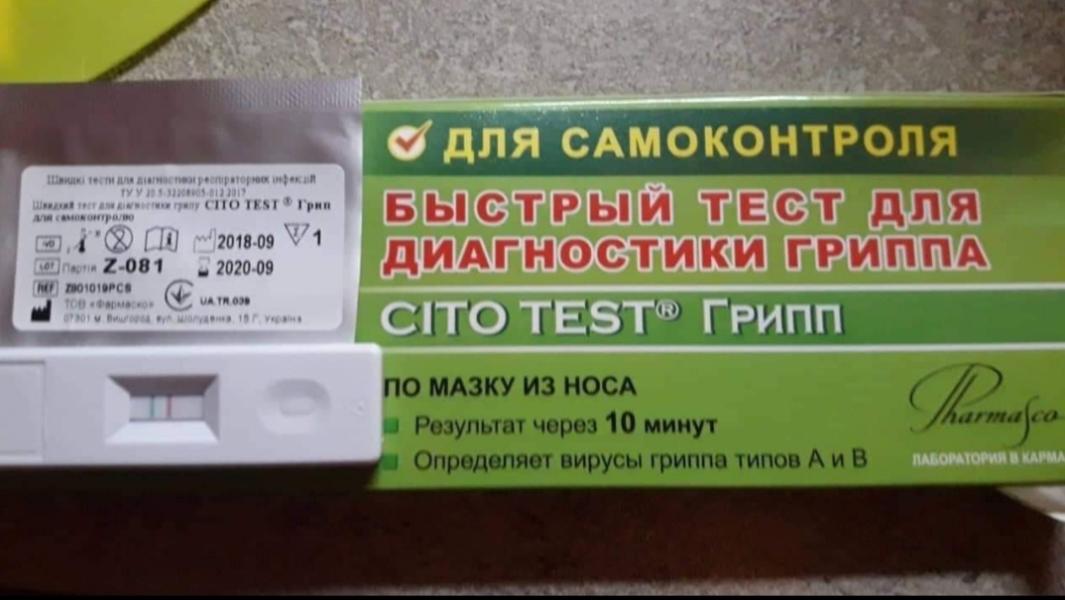 Швидкі тести для діагностики респіраторних інфекцій
ТУ У 20.5-32208905-012:2017
Швидкий тест для діагностики грипу CITO TEST® Грип
для самоконтролю
IVD 2018-09 1
LOT Партія Z-081 2020-09
REF UA.TR.039
ТОВ «Фармаско»
07301 м. Вишгород, вул. Шолуденка, Україна
ДЛЯ САМОКОНТРОЛЯ
БЫСТРЫЙ ТЕСТ ДЛЯ
ДИАГНОСТИКИ ГРИППА
CITO TEST® Грипп
ПО МАЗКУ ИЗ НОСА
Результат через 10 минут
Определяет вирусы гриппа типов А и В
PharmaSco
ЛАБОРАТОРИЯ В КАРМА